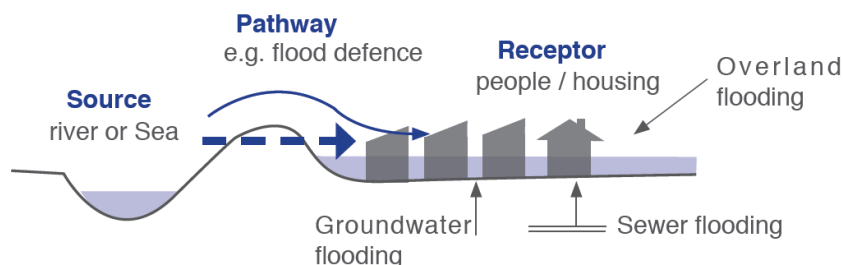 Pathway
e.g. flood defence
Source
river or Sea
Receptor
people / housing
Overland
flooding
Groundwater
flooding
Sewer flooding